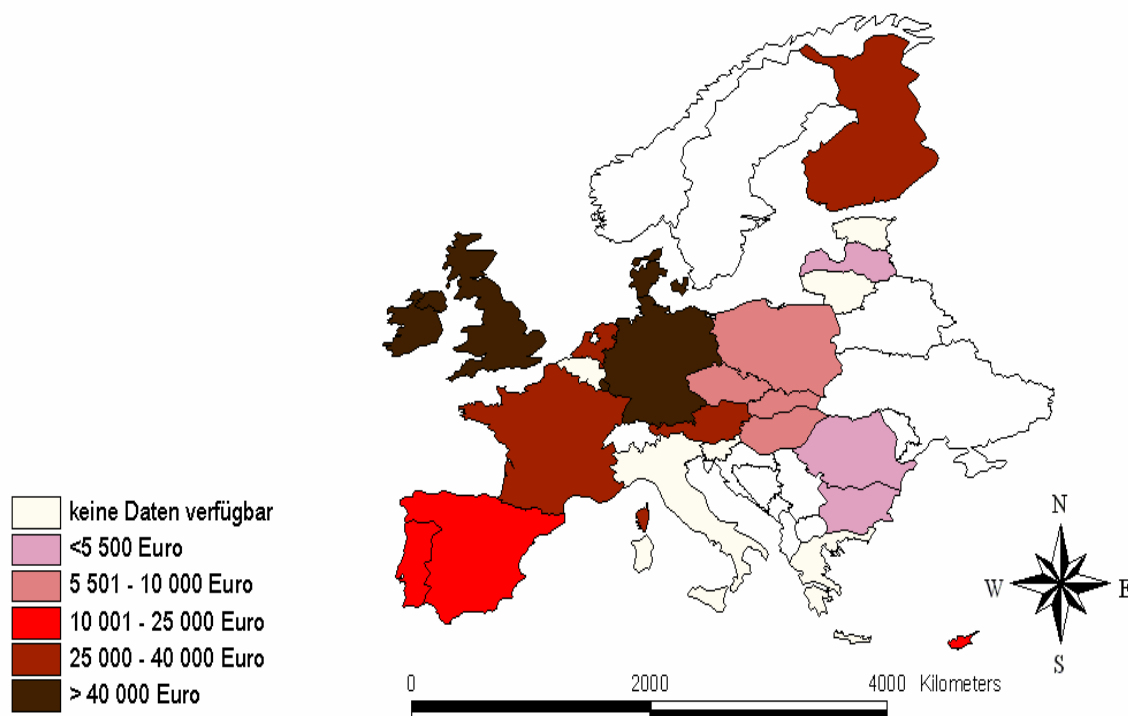 keine Daten verfügbar
<5 500 Euro
5 501 - 10 000 Euro
10 001 - 25 000 Euro
25 000 - 40 000 Euro
> 40 000 Euro
N
W E
S
0 2000 4000 Kilometers